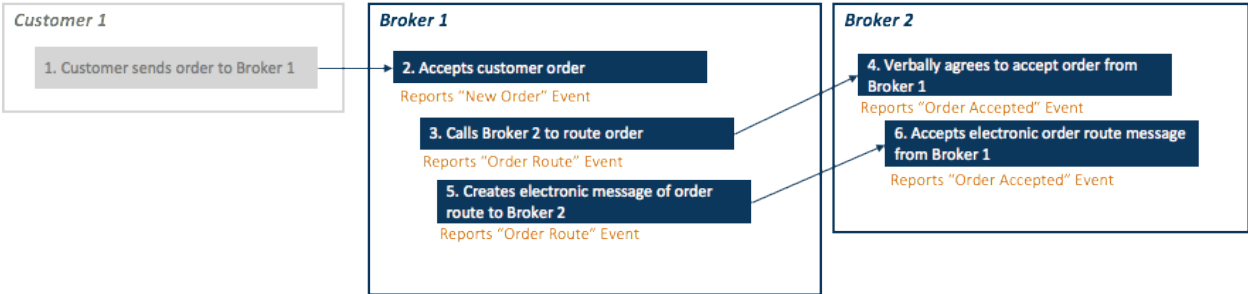 Customer 1
1. Customer sends order to Broker 1
Broker 1
2. Accepts customer order
Reports “New Order” Event
3. Calls Broker 2 to route order
Reports “Order Route” Event
5. Creates electronic message of order
route to Broker 2
Reports “Order Route” Event
Broker 2
4. Verbally agrees to accept order from
Broker 1
Reports “Order Accepted” Event
6. Accepts electronic order route message
from Broker 1
Reports “Order Accepted” Event